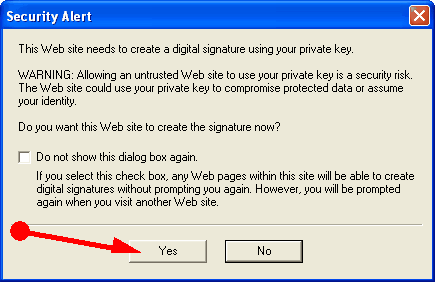 Security Alert
This Web site needs to create a digital signature using your private key.
WARNING: Allowing an untrusted Web site to use your private key is a security risk.
The Web site could use your private key to compromise protected data or assume
your identity.
Do you want this Web site to create the signature now?
Do not show this dialog box again.
If you select this check box, any Web pages within this site will be able to create
digital signatures without prompting you again. However, you will be prompted
again when you visit another Web site.
Yes
No